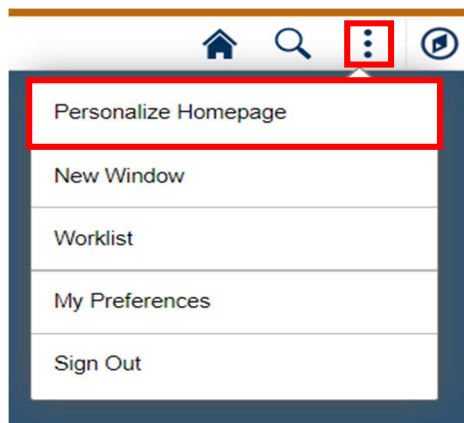 Personalize Homepage
New Window
Worklist
My Preferences
Sign Out